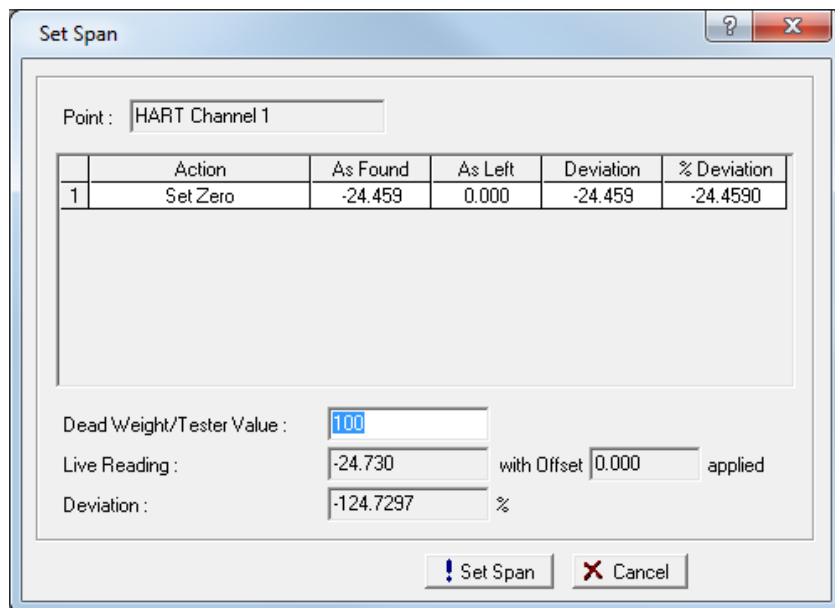 Set Span
?
X
Point : HART Channel 1
Action As Found As Left Deviation % Deviation
1 Set Zero -24.459 0.000 -24.459 -24.4590
Dead Weight/Tester Value : 100
Live Reading : -24.730 with Offset 0.000 applied
Deviation : -124.7297 %
! Set Span X Cancel